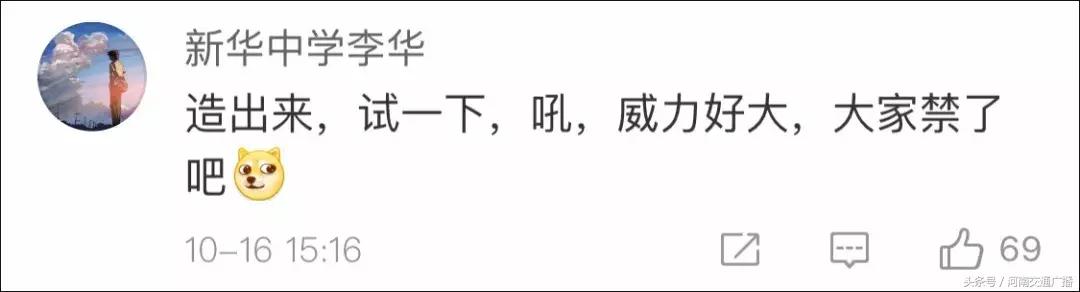 新华中学李华
造出来，试一下，吼，威力好大，大家禁了
吧
10-16 15:16
69
头条号 / 河南交通广播